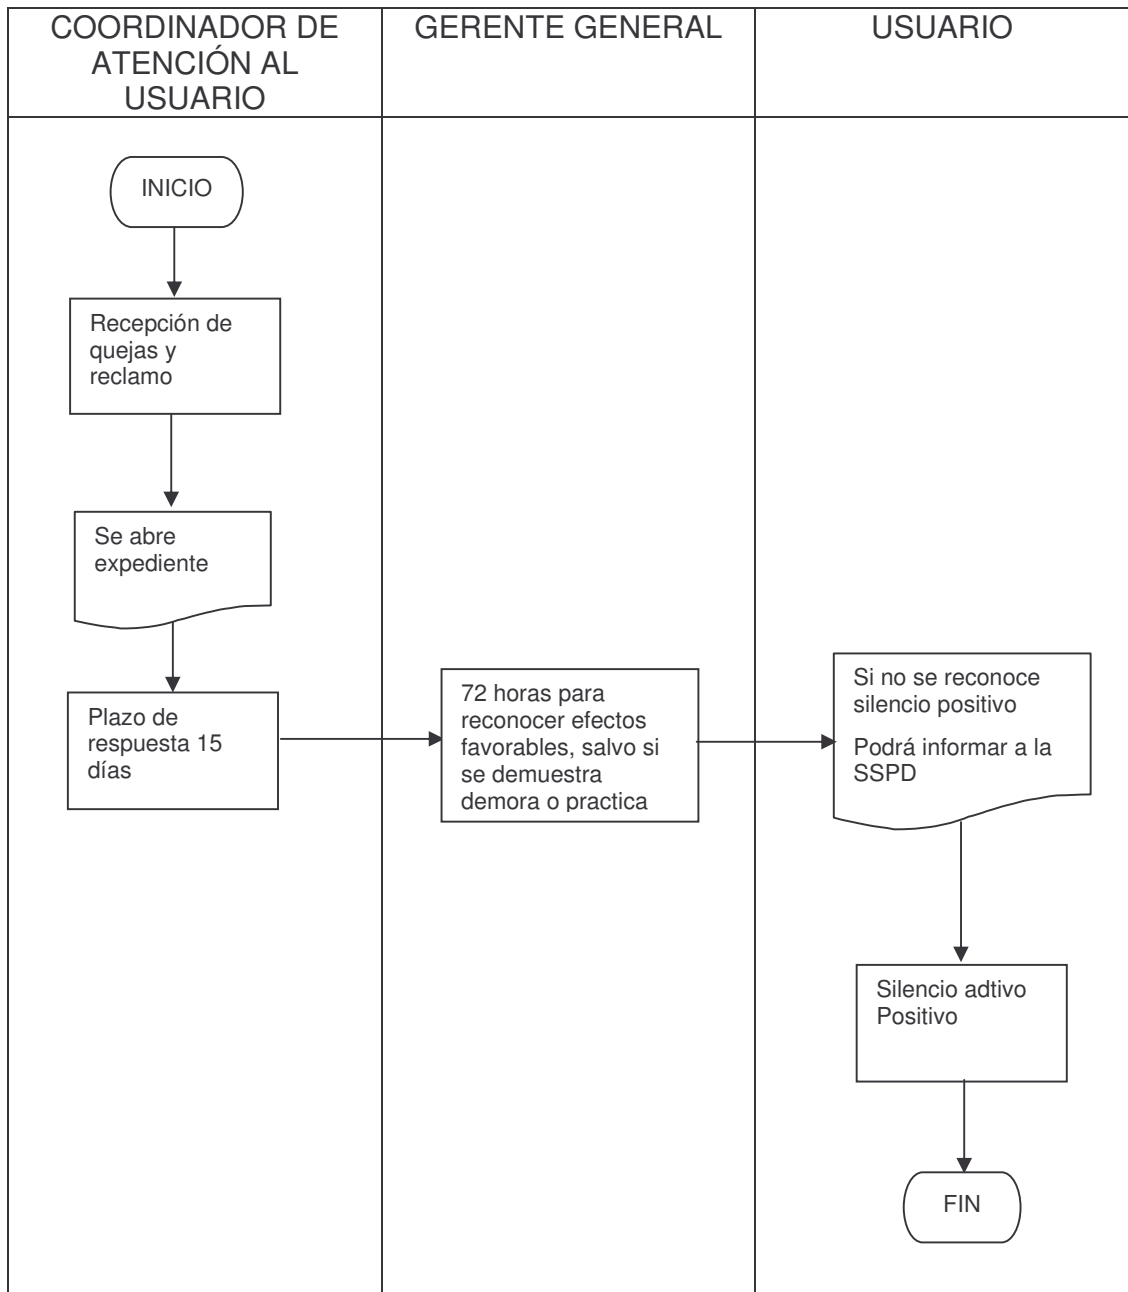 COORDINADOR DE
ATENCIÓN AL
USUARIO
GERENTE GENERAL
USUARIO
INICIO
Recepción de
quejas y
reclamo
Se abre
expediente
Plazo de
respuesta 15
días
72 horas para
reconocer efectos
favorables, salvo si
se demuestra
demora o practica
Si no se reconoce
silencio positivo
Podrá informar a la
SSPD
Silencio adtivo
Positivo
FIN